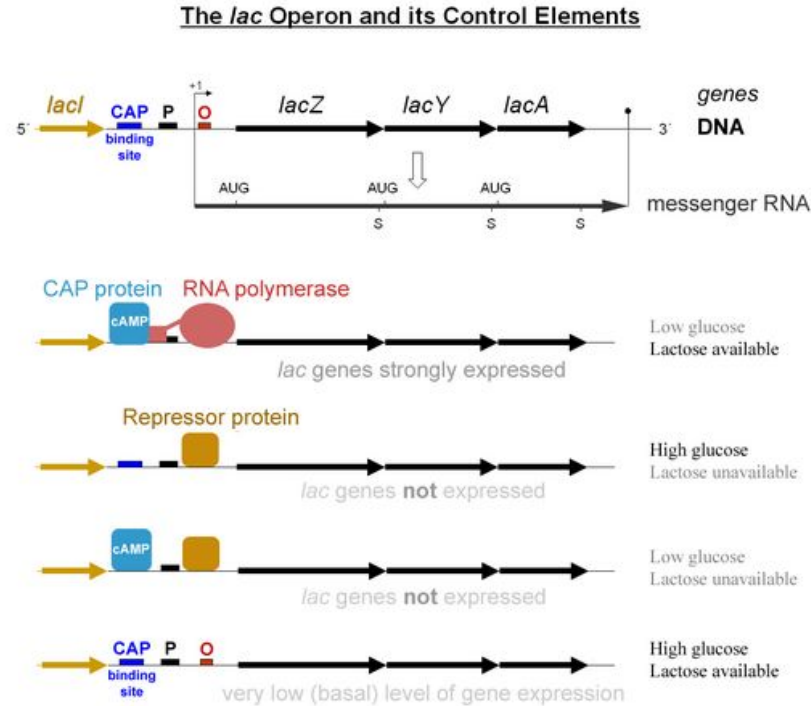 The lac Operon and its Control Elements
+1
lacI CAP P O lacZ lacY lacA genes
5´ 3´ DNA
binding
site
AUG AUG AUG
messenger RNA
S S S
CAP protein RNA polymerase
cAMP
Low glucose
Lactose available
lac genes strongly expressed
Repressor protein
High glucose
Lactose unavailable
lac genes not expressed
cAMP
Low glucose
Lactose unavailable
lac genes not expressed
CAP P O
binding
site
High glucose
Lactose available
very low (basal) level of gene expression